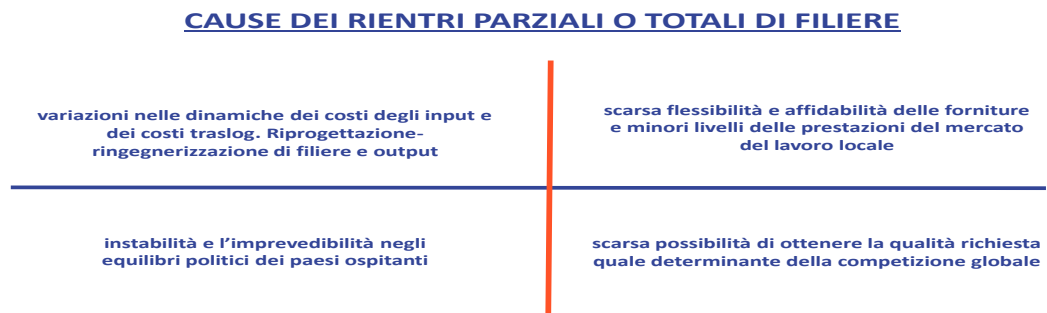 CAUSE DEI RIENTRI PARZIALI O TOTALI DI FILIERE
variazioni nelle dinamiche dei costi degli input e
dei costi traslog. Riprogettazione-
ringegnerizzazione di filiere e output
scarsa flessibilità e affidabilità delle forniture
e minori livelli delle prestazioni del mercato
del lavoro locale
instabilità e l’imprevedibilità negli
equilibri politici dei paesi ospitanti
scarsa possibilità di ottenere la qualità richiesta
quale determinante della competizione globale